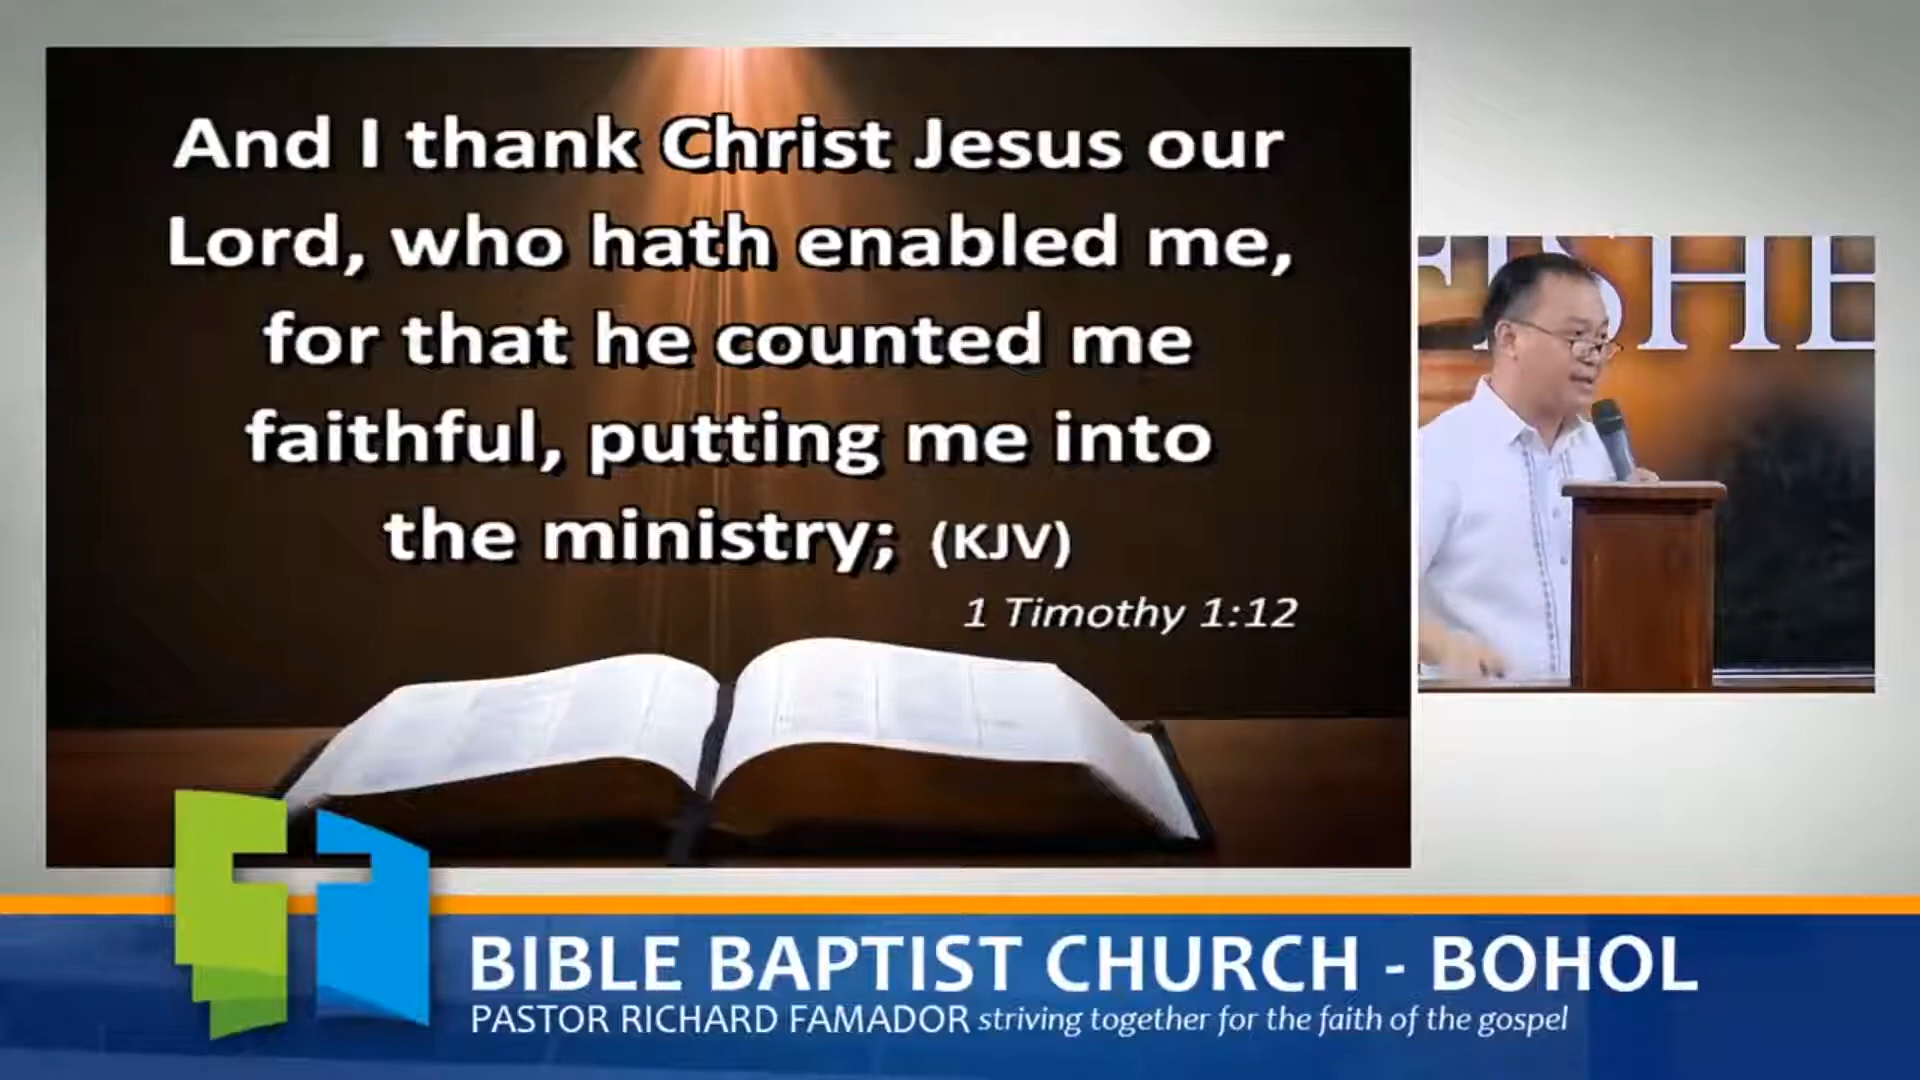 And I thank Christ Jesus our
Lord, who hath enabled me,
for that he counted me
faithful, putting me into
the ministry; (KJV)
1 Timothy 1:12
BIBLE BAPTIST CHURCH - BOHOL
PASTOR RICHARD FAMADOR striving together for the faith of the gospel